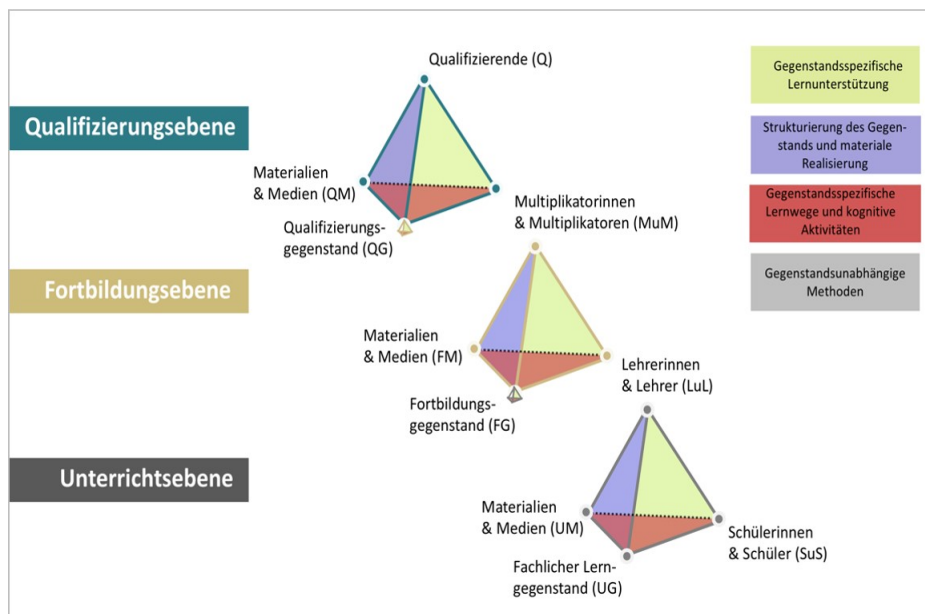 Qualifizierende (Q)
Qualifizierungsebene
Materialien
& Medien (QM)
Qualifizierungs-
gegenstand (QG)
Multiplikatorinnen
& Multiplikatoren (MuM)
Fortbildungsebene
Materialien
& Medien (FM)
Fortbildungs-
gegenstand (FG)
Lehrerinnen
& Lehrer (LuL)
Unterrichtsebene
Materialien
& Medien (UM)
Fachlicher Lern-
gegenstand (UG)
Schülerinnen
& Schüler (SuS)
Gegenstandsspezifische
Lernunterstützung
Strukturierung des Gegen-
stands und materiale
Realisierung
Gegenstandsspezifische
Lernwege und kognitive
Aktivitäten
Gegenstandsunabhängige
Methoden